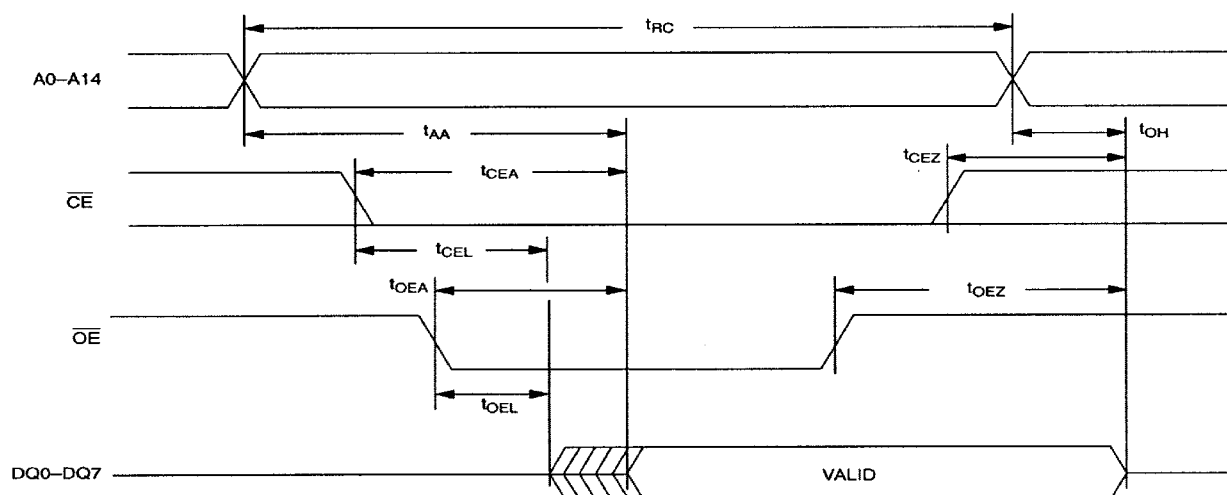 tRC
A0–A14
tAA
tOH
tCEZ
tCEA
CE
tCEL
tOEA
tOEZ
OE
tOEL
DQ0–DQ7
VALID